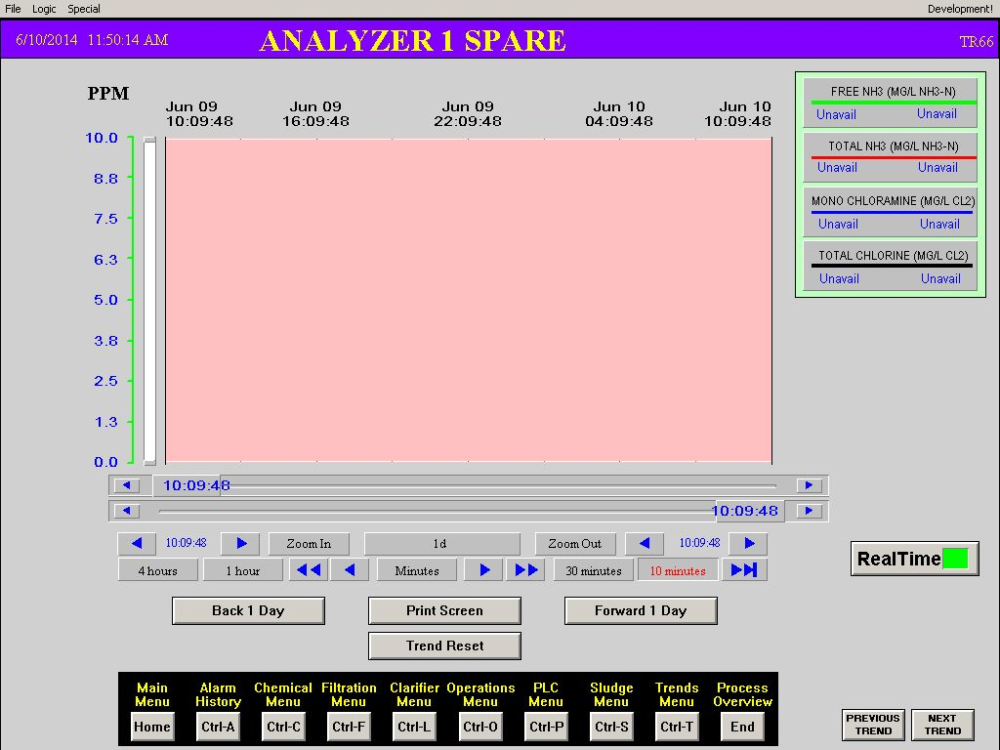 File Logic Special Development!
6/10/2014 11:50:14 AM ANALYZER 1 SPARE TR66
PPM
Jun 09 Jun 09 Jun 09 Jun 10 Jun 10
10:09:48 16:09:48 22:09:48 04:09:48 10:09:48
10.0
8.8
7.5
6.3
5.0
3.8
2.5
1.3
0.0
FREE NH3 (MG/L NH3-N)
Unavail Unavail
TOTAL NH3 (MG/L NH3-N)
Unavail Unavail
MONO CHLORAMINE (MG/L CL2)
Unavail Unavail
TOTAL CHLORINE (MG/L CL2)
Unavail Unavail
10:09:48
10:09:48
10:09:48 Zoom In 1d Zoom Out 10:09:48
4 hours 1 hour Minutes 30 minutes 10 minutes
RealTime
Back 1 Day Print Screen Forward 1 Day
Trend Reset
Main Alarm Chemical Filtration Clarifier Operations PLC Sludge Trends Process
Menu History Menu Menu Menu Menu Menu Menu Menu Overview
Home Ctrl-A Ctrl-C Ctrl-F Ctrl-L Ctrl-O Ctrl-P Ctrl-S Ctrl-T End
PREVIOUS NEXT
TREND TREND